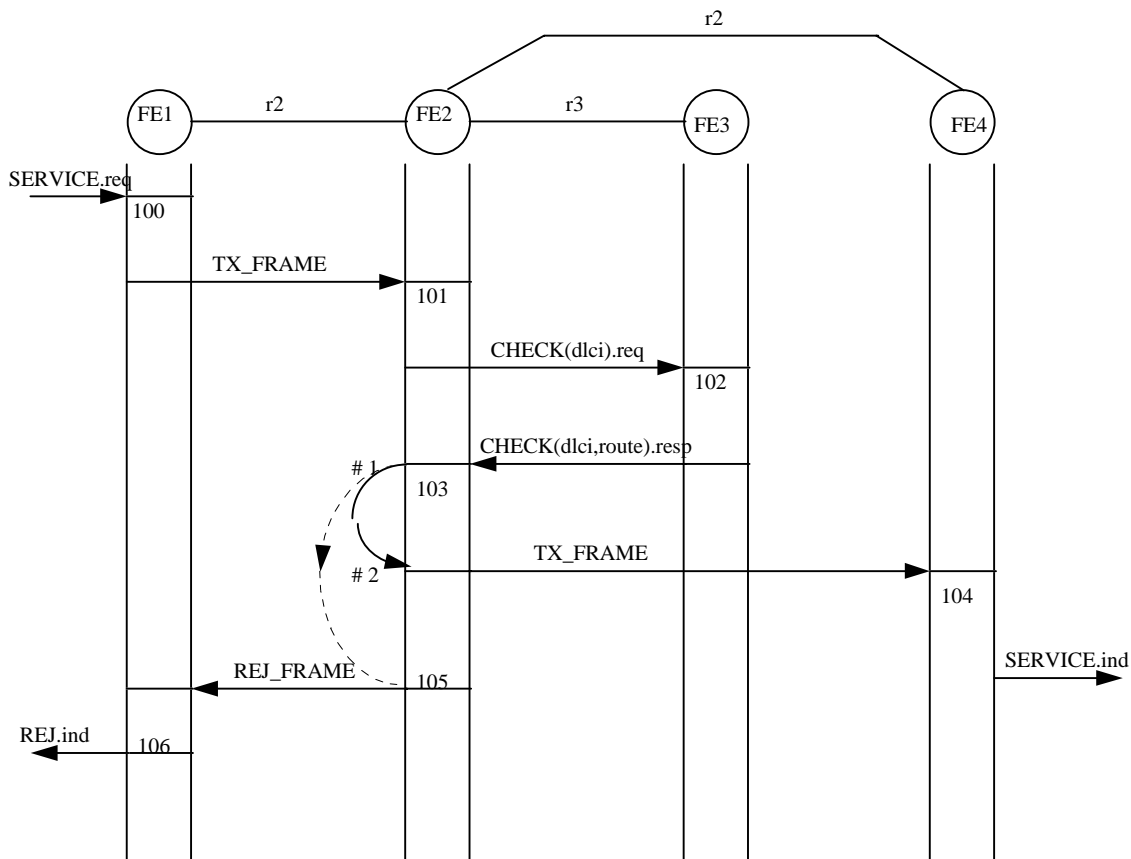 r2
FE1
r2
FE2
r3
FE3
FE4
SERVICE.req
100
TX_FRAME
101
CHECK(dlci).req
102
CHECK(dlci,route).resp
# 1
103
TX_FRAME
# 2
104
REJ_FRAME
105
SERVICE.ind
REJ.ind
106